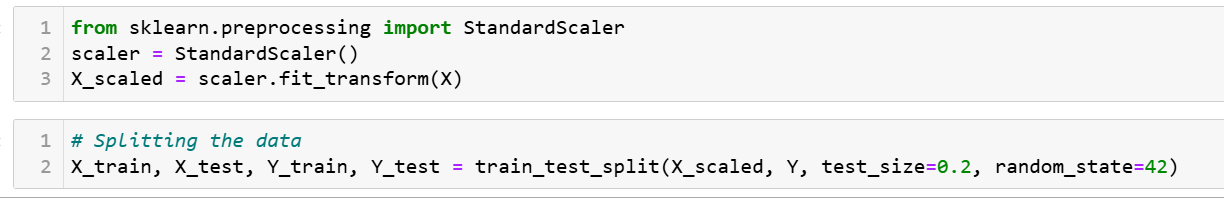 1 from sklearn.preprocessing import StandardScaler
2 scaler = StandardScaler()
3 X_scaled = scaler.fit_transform(X)
1 # Splitting the data
2 X_train, X_test, Y_train, Y_test = train_test_split(X_scaled, Y, test_size=0.2, random_state=42)